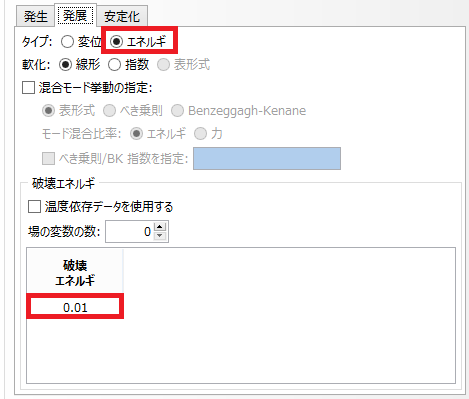 発生 発展 安定化
タイプ: 変位 エネルギ
軟化: 線形 指数 表形式
混合モード挙動の指定:
表形式 べき乗則 Benzeggagh-Kenane
モード混合比率: エネルギ 力
べき乗則/BK 指数を指定:
破壊エネルギ
温度依存データを使用する
場の変数の数: 0
破壊
エネルギ
0.01